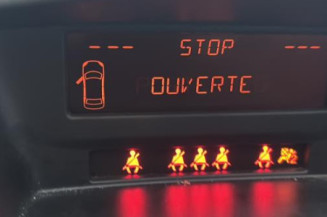 --- STOP ---
OUVERTE